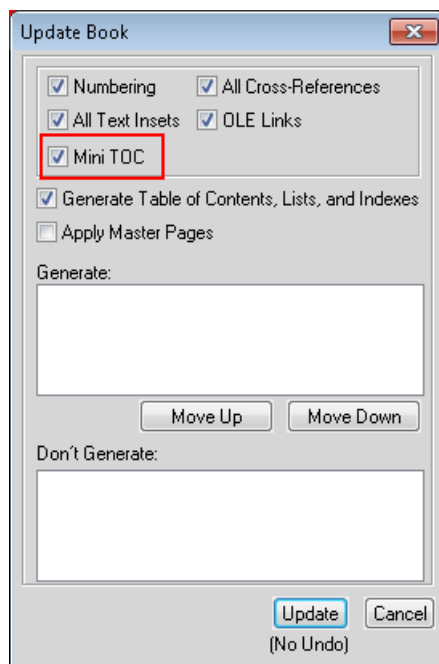 Update Book
Numbering All Cross-References
All Text Insets OLE Links
Mini TOC
Generate Table of Contents, Lists, and Indexes
Apply Master Pages
Generate:
Move Up Move Down
Don't Generate:
Update Cancel
(No Undo)